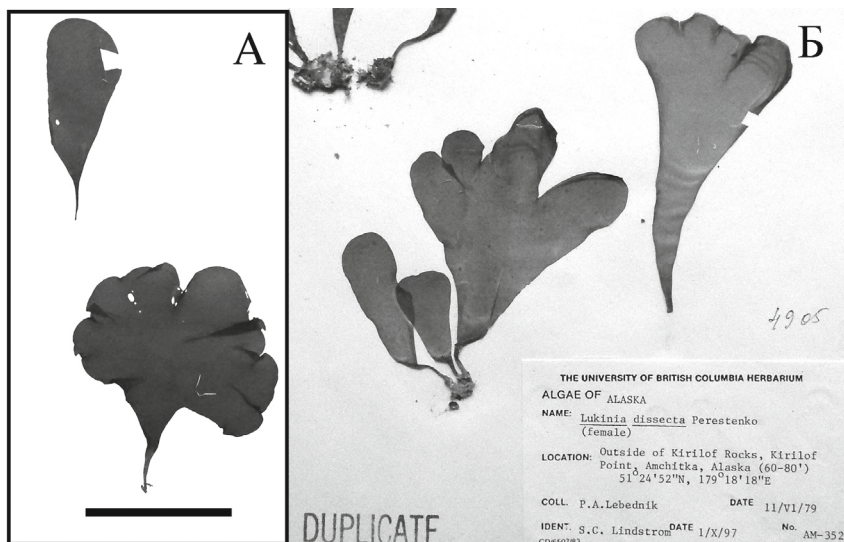 А
Б
4905
THE UNIVERSITY OF BRITISH COLUMBIA HERBARIUM
ALGAE OF ALASKA
NAME: Lukinia dissecta Perestenko
(female)
LOCATION: Outside of Kirilof Rocks, Kirilof
Point, Amchitka, Alaska (60-80')
51°24'52"N, 179°18'18"E
COLL. P.A.Lebednik DATE 11/VI/79
IDENT. S.C. Lindstrom DATE 1/X/97 No. AM-352
DUPLICATE